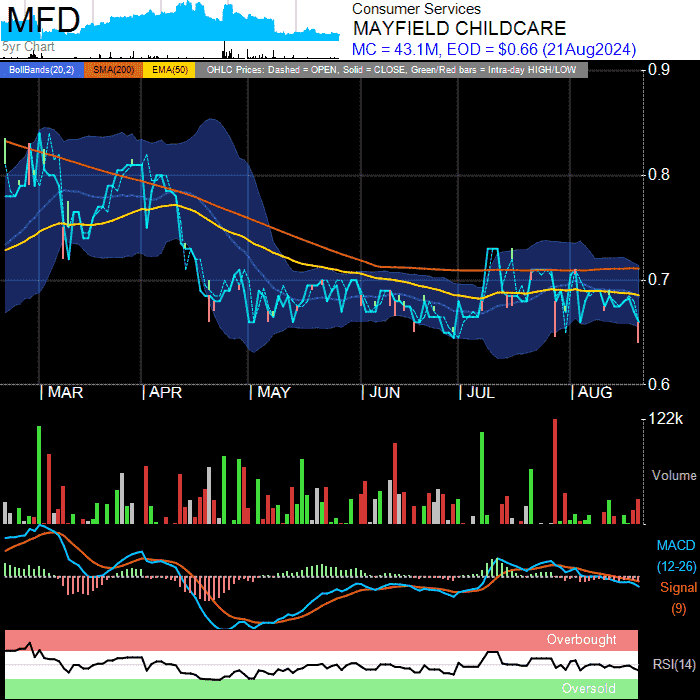 MFD
5yr Chart
Consumer Services
MAYFIELD CHILDCARE
MC = 43.1M, EOD = $0.66 (21Aug2024)
BollBands(20,2) SMA(200) EMA(50) OHLC Prices: Dashed = OPEN, Solid = CLOSE, Green/Red bars = Intra-day HIGH/LOW
0.9
0.8
0.7
0.6
MAR APR MAY JUN JUL AUG
122k
Volume
MACD
(12-26)
Signal
(9)
Overbought
RSI(14)
Oversold